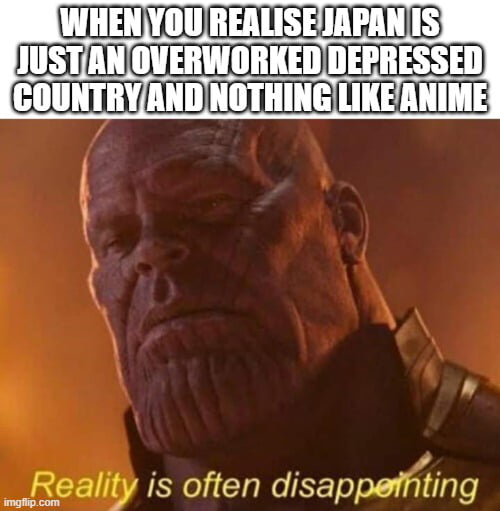 WHEN YOU REALISE JAPAN IS
JUST AN OVERWORKED DEPRESSED
COUNTRY AND NOTHING LIKE ANIME
Reality is often disappointing
imgflip.com